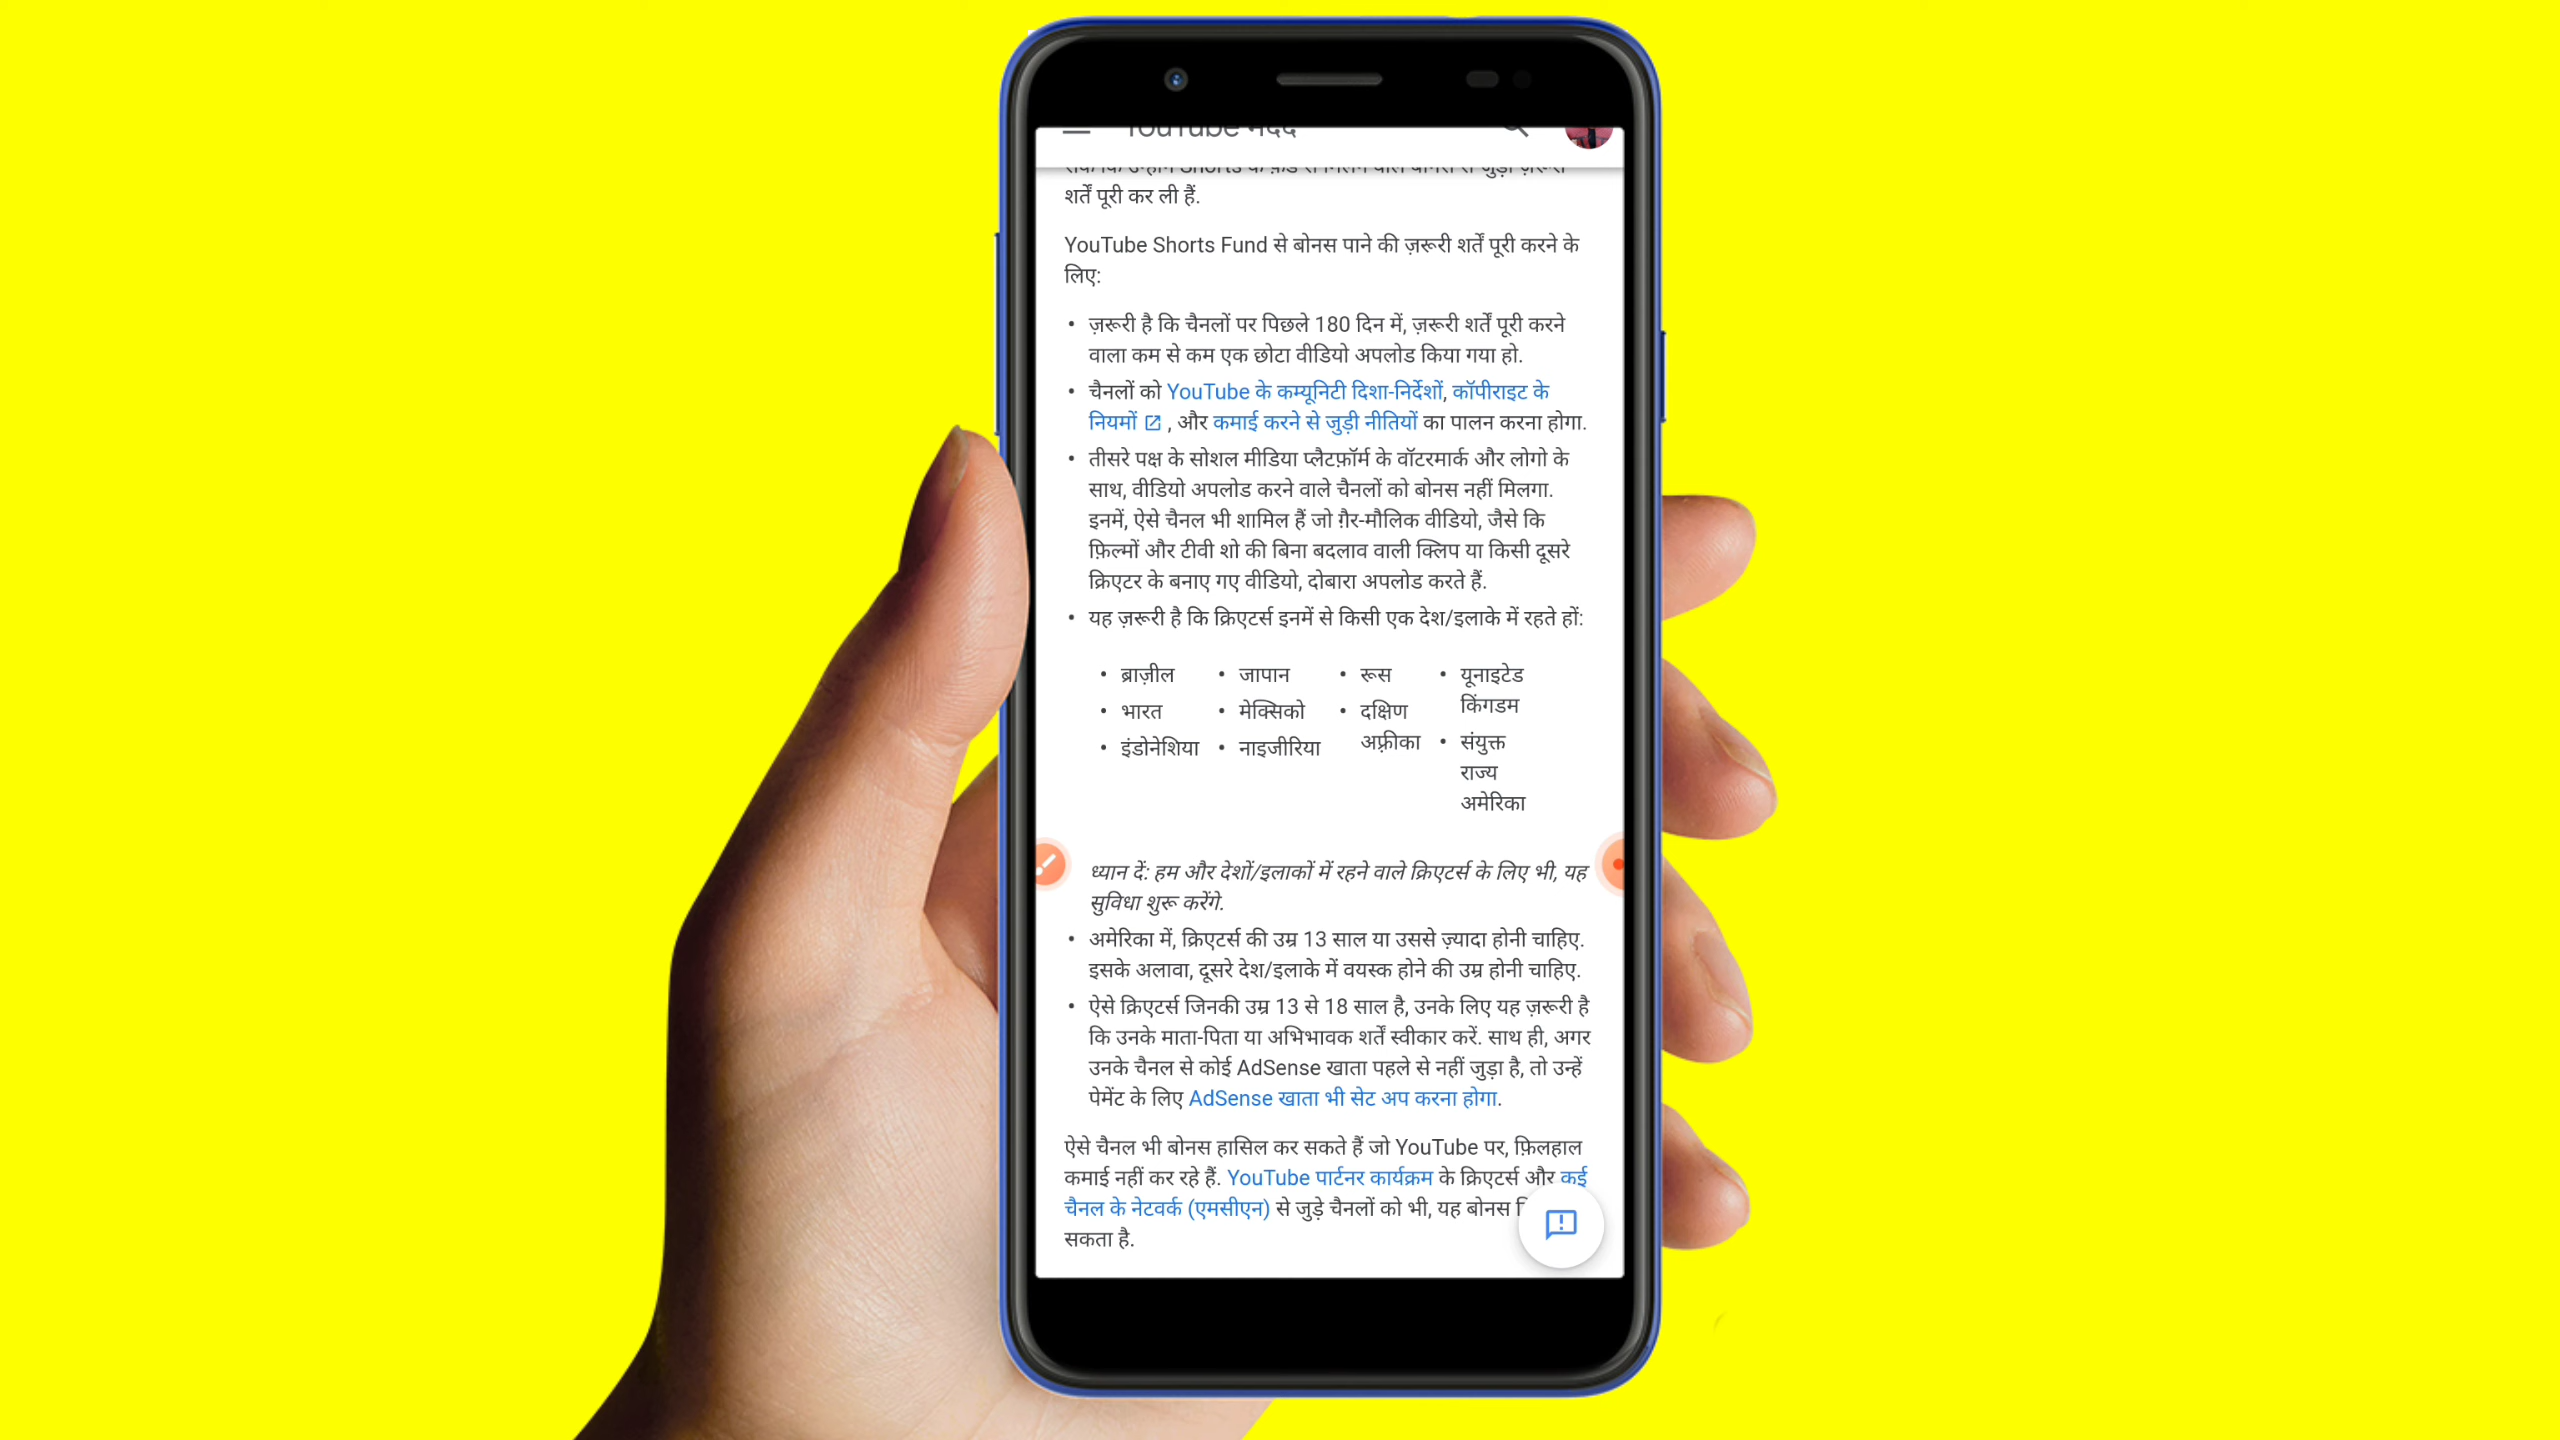 YouTube मदद
शर्तें पूरी कर ली हैं.
YouTube Shorts Fund से बोनस पाने की ज़रूरी शर्तें पूरी करने के
लिए:
• ज़रूरी है कि चैनलों पर पिछले 180 दिन में, ज़रूरी शर्तें पूरी करने
वाला कम से कम एक छोटा वीडियो अपलोड किया गया हो.
• चैनलों को YouTube के कम्यूनिटी दिशा-निर्देशों, कॉपीराइट के
नियमों , और कमाई करने से जुड़ी नीतियों का पालन करना होगा.
• तीसरे पक्ष के सोशल मीडिया प्लैटफ़ॉर्म के वॉटरमार्क और लोगो के
साथ, वीडियो अपलोड करने वाले चैनलों को बोनस नहीं मिलगा.
इनमें, ऐसे चैनल भी शामिल हैं जो ग़ैर-मौलिक वीडियो, जैसे कि
फ़िल्मों और टीवी शो की बिना बदलाव वाली क्लिप या किसी दूसरे
क्रिएटर के बनाए गए वीडियो, दोबारा अपलोड करते हैं.
• यह ज़रूरी है कि क्रिएटर्स इनमें से किसी एक देश/इलाके में रहते हों:
• ब्राज़ील
• भारत
• इंडोनेशिया
• जापान
• मेक्सिको
• नाइजीरिया
• रूस
• दक्षिण
अफ़्रीका
• यूनाइटेड
किंगडम
• संयुक्त
राज्य
अमेरिका
ध्यान दें: हम और देशों/इलाकों में रहने वाले क्रिएटर्स के लिए भी, यह
सुविधा शुरू करेंगे.
• अमेरिका में, क्रिएटर्स की उम्र 13 साल या उससे ज़्यादा होनी चाहिए.
इसके अलावा, दूसरे देश/इलाके में वयस्क होने की उम्र होनी चाहिए.
• ऐसे क्रिएटर्स जिनकी उम्र 13 से 18 साल है, उनके लिए यह ज़रूरी है
कि उनके माता-पिता या अभिभावक शर्तें स्वीकार करें. साथ ही, अगर
उनके चैनल से कोई AdSense खाता पहले से नहीं जुड़ा है, तो उन्हें
पेमेंट के लिए AdSense खाता भी सेट अप करना होगा.
ऐसे चैनल भी बोनस हासिल कर सकते हैं जो YouTube पर, फ़िलहाल
कमाई नहीं कर रहे हैं. YouTube पार्टनर कार्यक्रम के क्रिएटर्स और कई
चैनल के नेटवर्क (एमसीएन) से जुड़े चैनलों को भी, यह बोनस
सकता है.